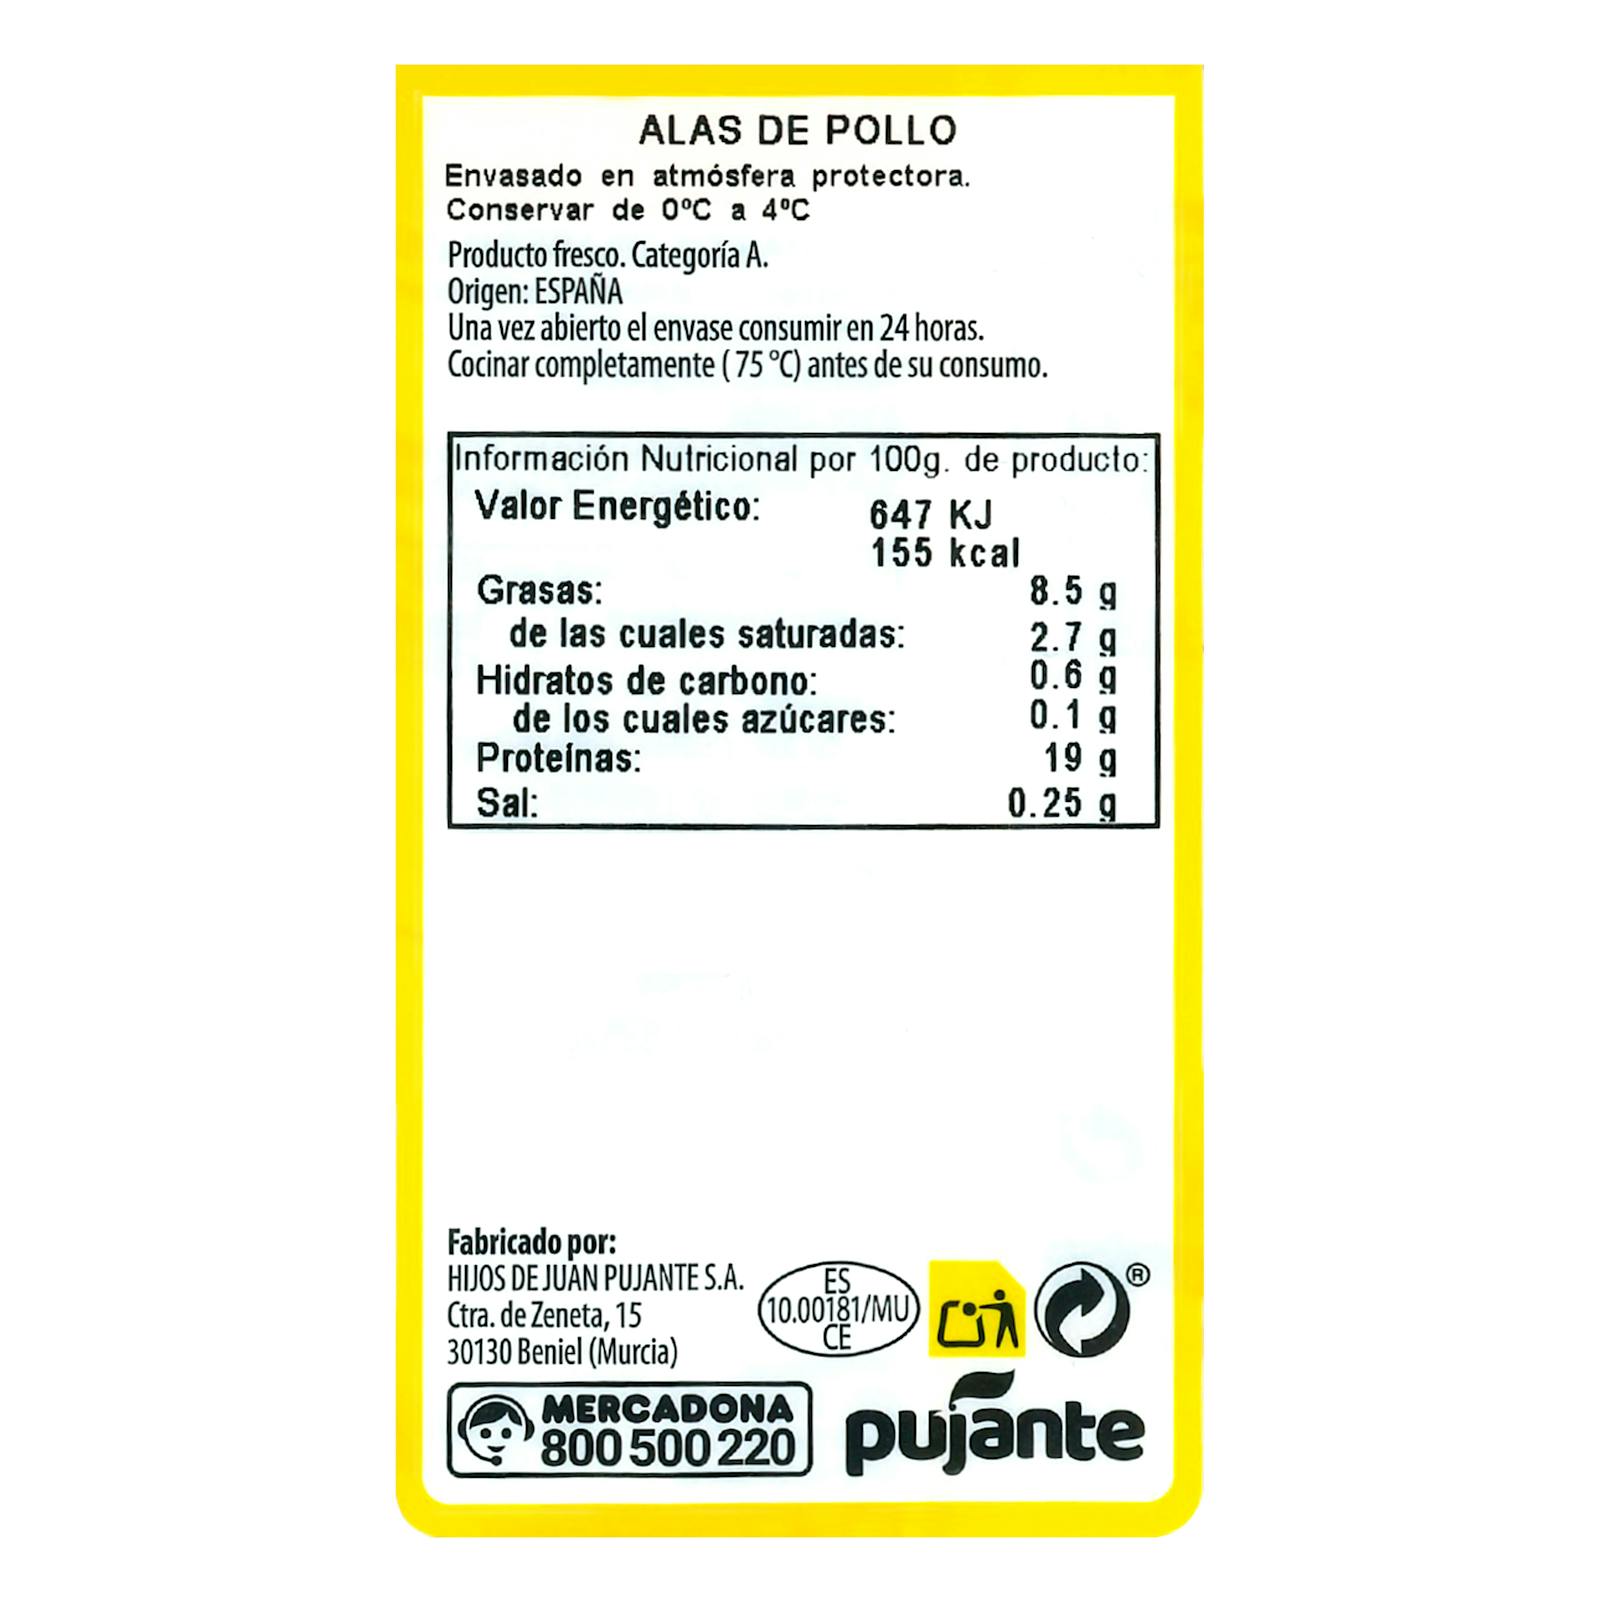 ALAS DE POLLO
Envasado en atmósfera protectora.
Conservar de 0ºC a 4ºC
Producto fresco. Categoría A.
Origen: ESPAÑA
Una vez abierto el envase consumir en 24 horas.
Cocinar completamente ( 75 ºC) antes de su consumo.
Información Nutricional por 100g. de producto:
Valor Energético: 647 KJ
155 kcal
Grasas: 8.5 g
de las cuales saturadas: 2.7 g
Hidratos de carbono: 0.6 g
de los cuales azúcares: 0.1 g
Proteínas: 19 g
Sal: 0.25 g
Fabricado por:
HIJOS DE JUAN PUJANTE S.A.
Ctra. de Zeneta, 15
30130 Beniel (Murcia)
ES
10.00181/MU
CE
®
MERCADONA
800 500 220
pujante